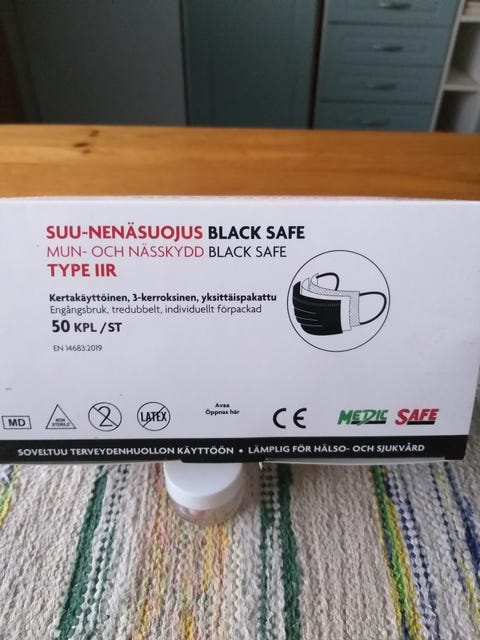 SUU-NENÄSUOJUS BLACK SAFE
MUN- OCH NÄSSKYDD BLACK SAFE
TYPE IIR
Kertakäyttöinen, 3-kerroksinen, yksittäispakattu
Engångsbruk, tredubbelt, individuellt förpackad
50 KPL /ST
EN 14683:2019
MD
NON
STERILE
2
LATEX
Avaa
Öppnas här
CE
MEDIC SAFE
SOVELTUU TERVEYDENHUOLLON KÄYTTÖÖN • LÄMPLIG FÖR HÄLSO- OCH SJUKVÅRD